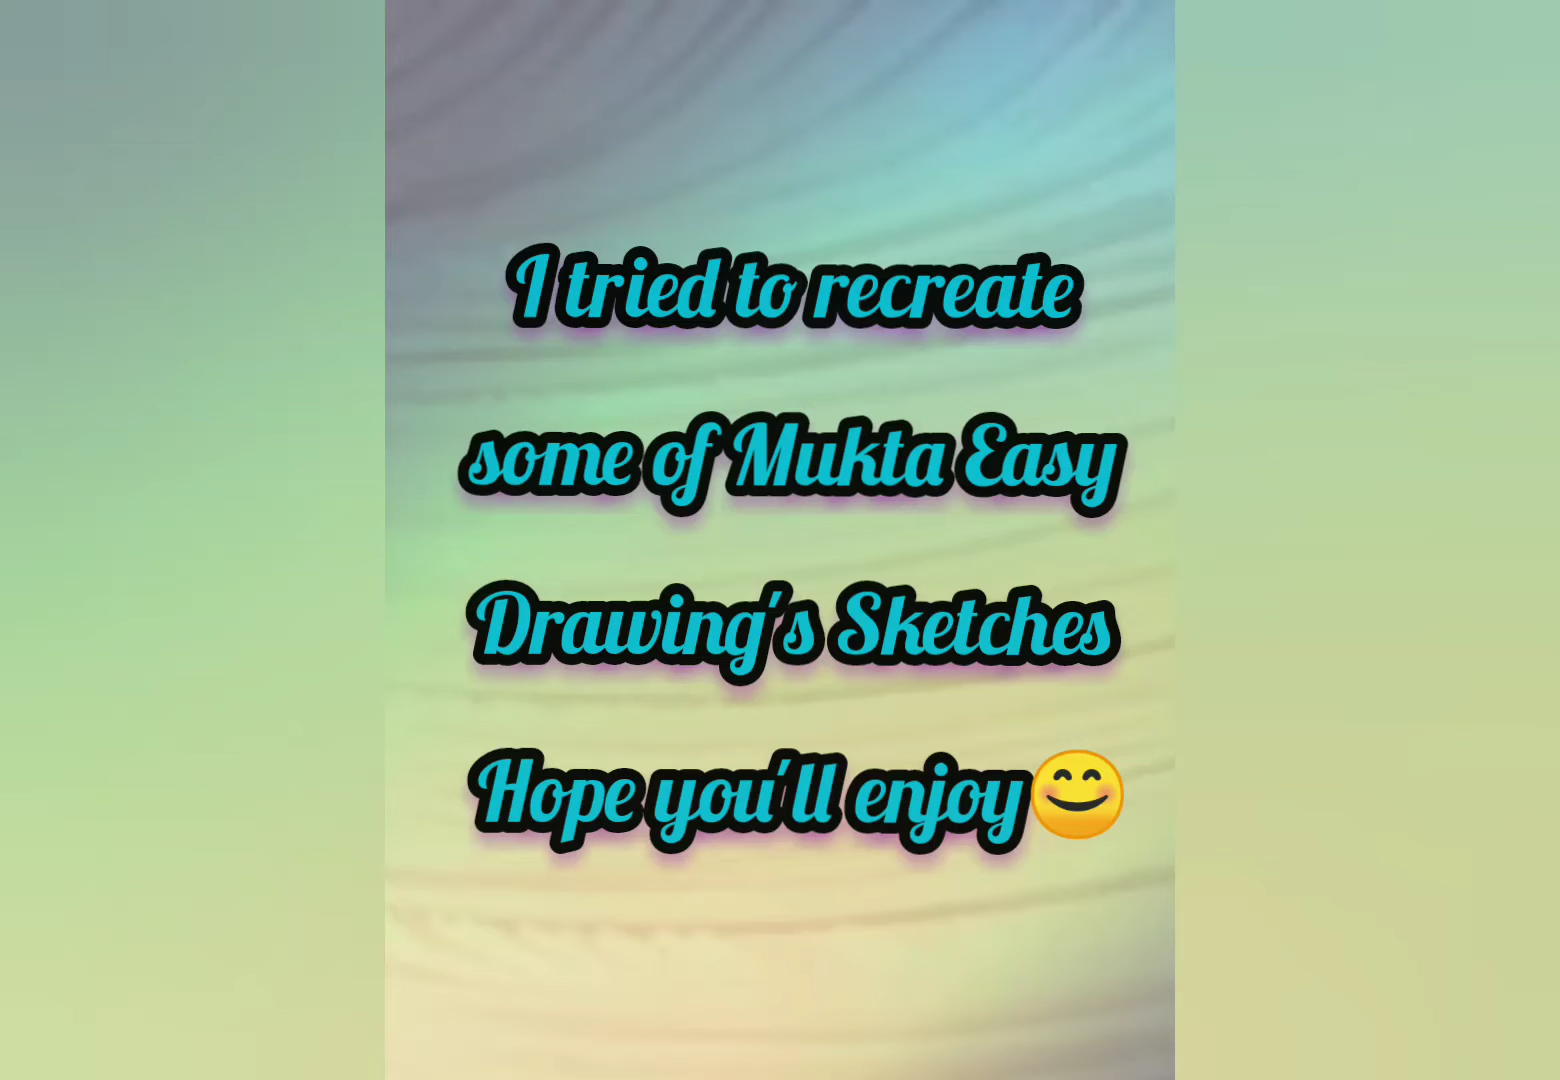 I tried to recreate
some of Mukta Easy
Drawing's Sketches
Hope you'll enjoy😊